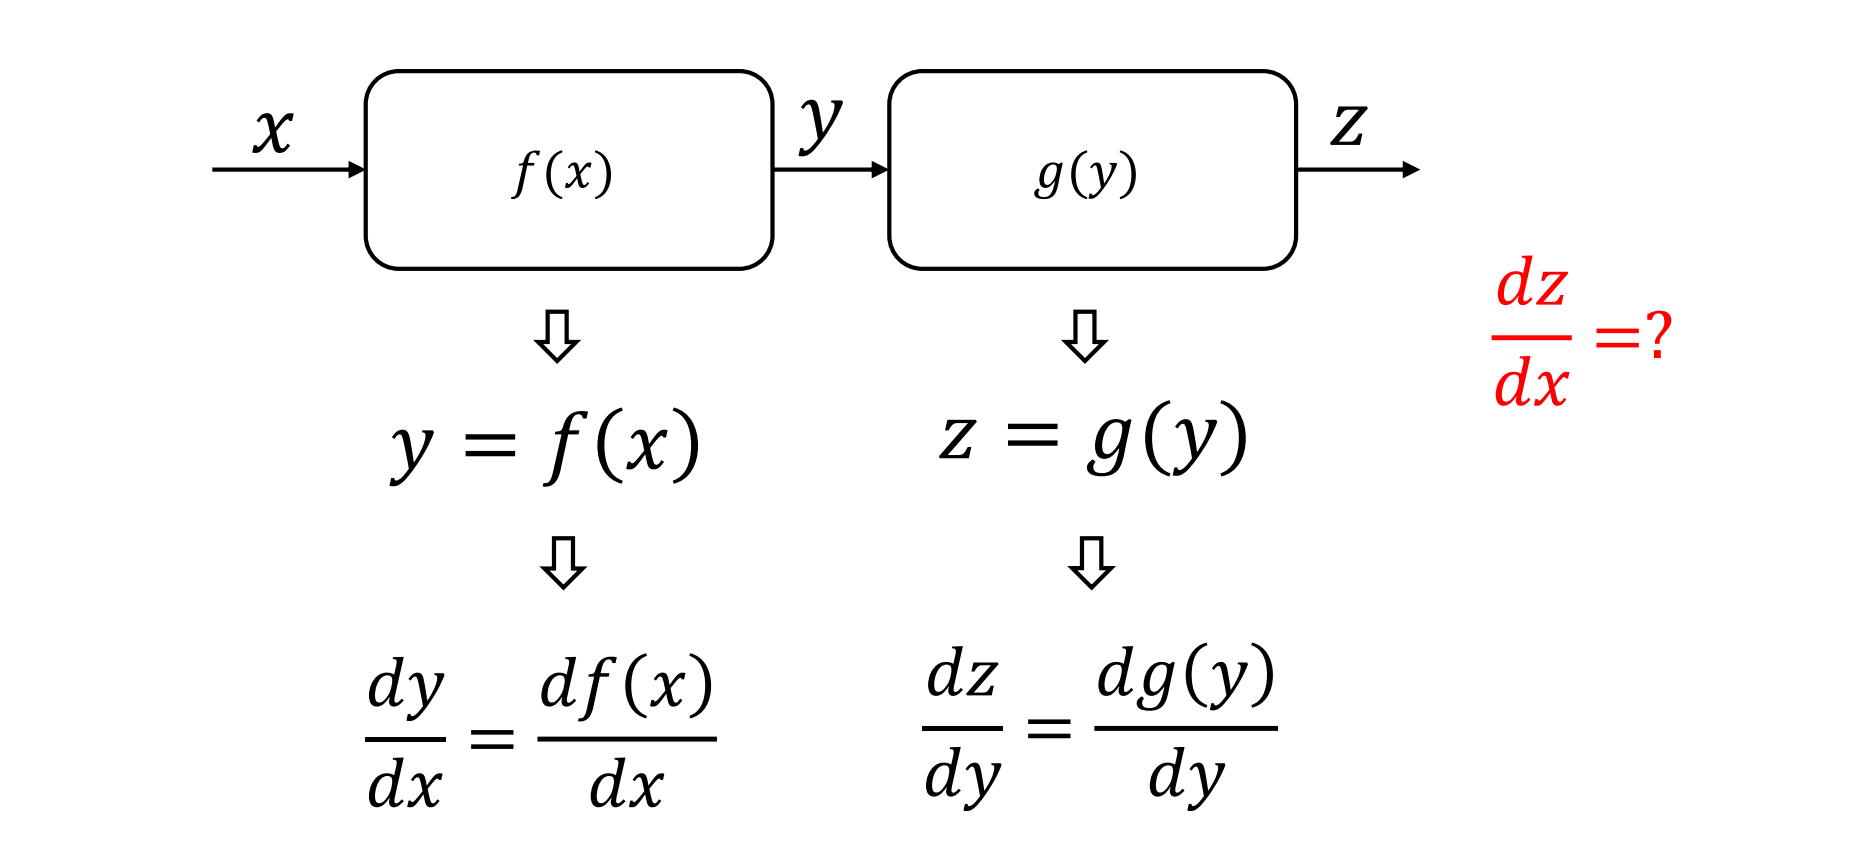 x f(x) y g(y) z
dz/dx =?
y = f(x) z = g(y)
dy/dx = df(x)/dx dz/dy = dg(y)/dy